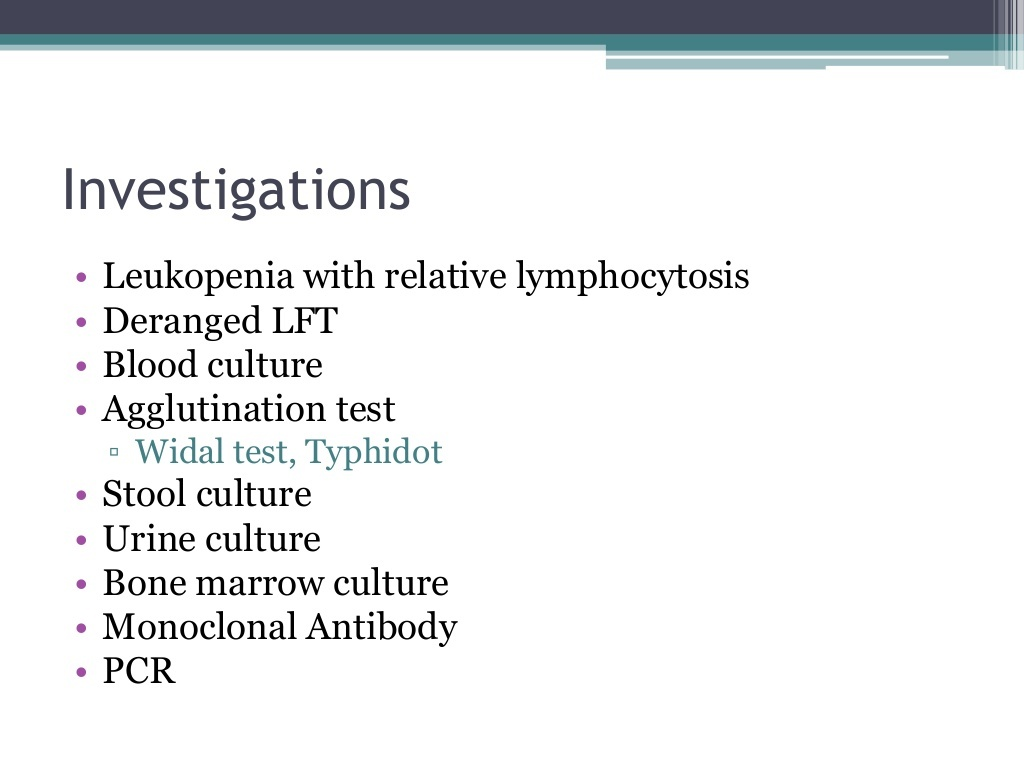 Investigations
• Leukopenia with relative lymphocytosis
• Deranged LFT
• Blood culture
• Agglutination test
▫ Widal test, Typhidot
• Stool culture
• Urine culture
• Bone marrow culture
• Monoclonal Antibody
• PCR